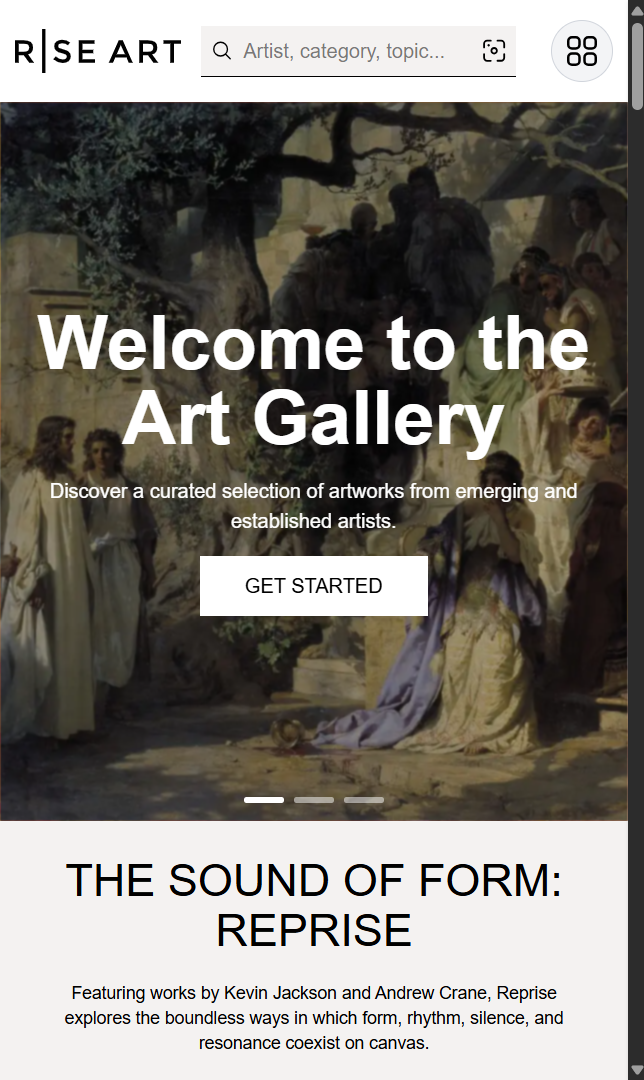 R|SE ART
Artist, category, topic...
Welcome to the
Art Gallery
Discover a curated selection of artworks from emerging and
established artists.
GET STARTED
THE SOUND OF FORM:
REPRISE
Featuring works by Kevin Jackson and Andrew Crane, Reprise
explores the boundless ways in which form, rhythm, silence, and
resonance coexist on canvas.